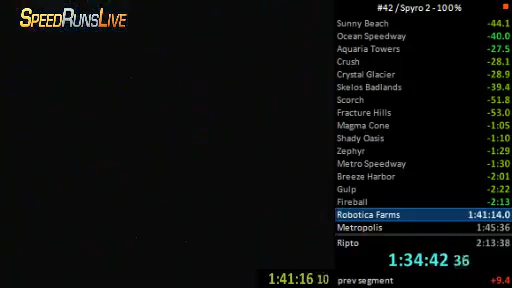 SpeedRunsLive
#42 / Spyro 2 - 100%
Sunny Beach -44.1
Ocean Speedway -40.0
Aquaria Towers -27.5
Crush -28.1
Crystal Glacier -28.9
Skelos Badlands -39.4
Scorch -51.8
Fracture Hills -53.0
Magma Cone -1:05
Shady Oasis -1:10
Zephyr -1:29
Metro Speedway -1:30
Breeze Harbor -2:01
Gulp -2:22
Fireball -2:13
Robotica Farms 1:41:14.0
Metropolis 1:45:36
Ripto 2:13:38
1:34:42 36
1:41:16 10
prev segment +9.4